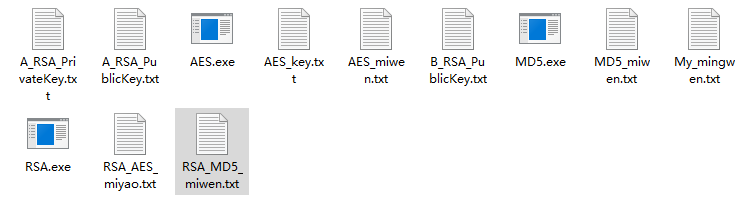 A_RSA_Pri A_RSA_Pu AES.exe AES_key.tx AES_miwe B_RSA_Pu MD5.exe MD5_miw My_mingw
vateKey.tx blicKey.txt t n.txt blicKey.txt en.txt en.txt
t
RSA.exe RSA_AES_ RSA_MD5_
miyao.txt miwen.txt